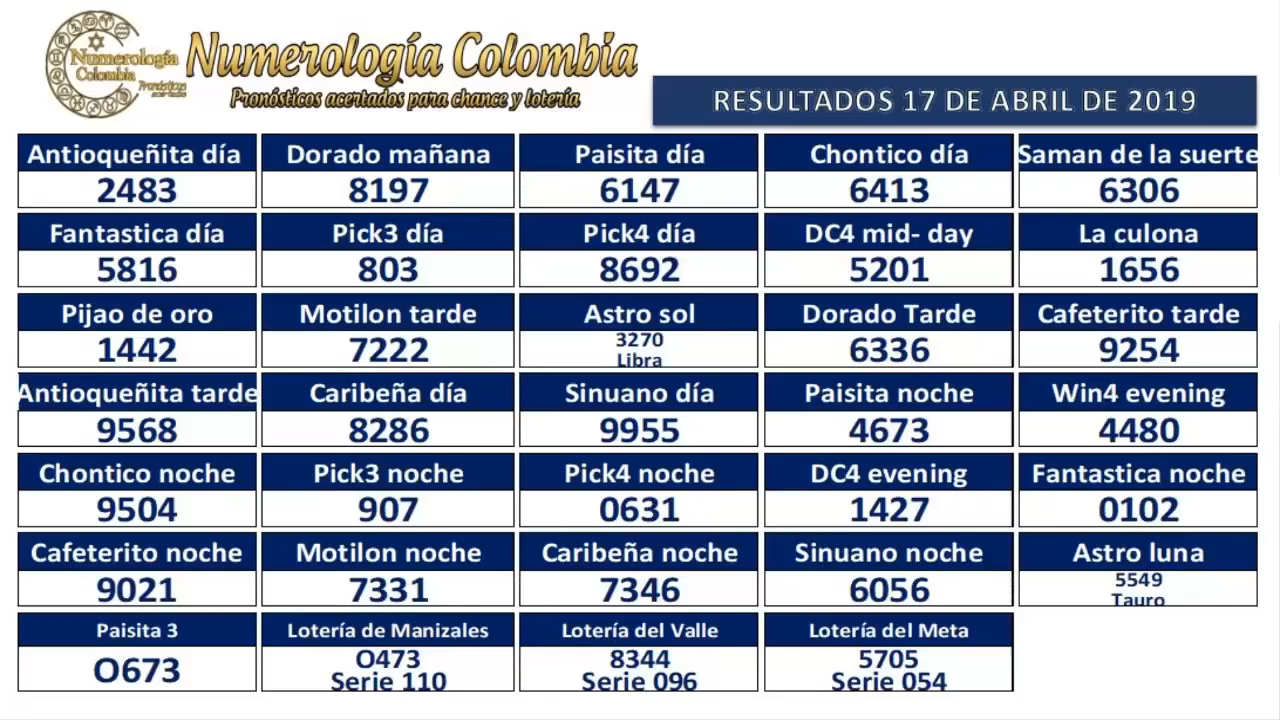 Numerología
Colombia
Pronósticos
Numerología Colombia
Pronósticos acertados para chance y lotería
RESULTADOS 17 DE ABRIL DE 2019
Antioqueñita día Dorado mañana Paisita día Chontico día Saman de la suerte
2483 8197 6147 6413 6306
Fantastica día Pick3 día Pick4 día DC4 mid- day La culona
5816 803 8692 5201 1656
Pijao de oro Motilon tarde Astro sol Dorado Tarde Cafeterito tarde
1442 7222 3270 6336 9254
Libra
Antioqueñita tarde Caribeña día Sinuano día Paisita noche Win4 evening
9568 8286 9955 4673 4480
Chontico noche Pick3 noche Pick4 noche DC4 evening Fantastica noche
9504 907 0631 1427 0102
Cafeterito noche Motilon noche Caribeña noche Sinuano noche Astro luna
9021 7331 7346 6056 5549
Tauro
Paisita 3 Lotería de Manizales Lotería del Valle Lotería del Meta
O673 O473 8344 5705
Serie 110 Serie 096 Serie 054